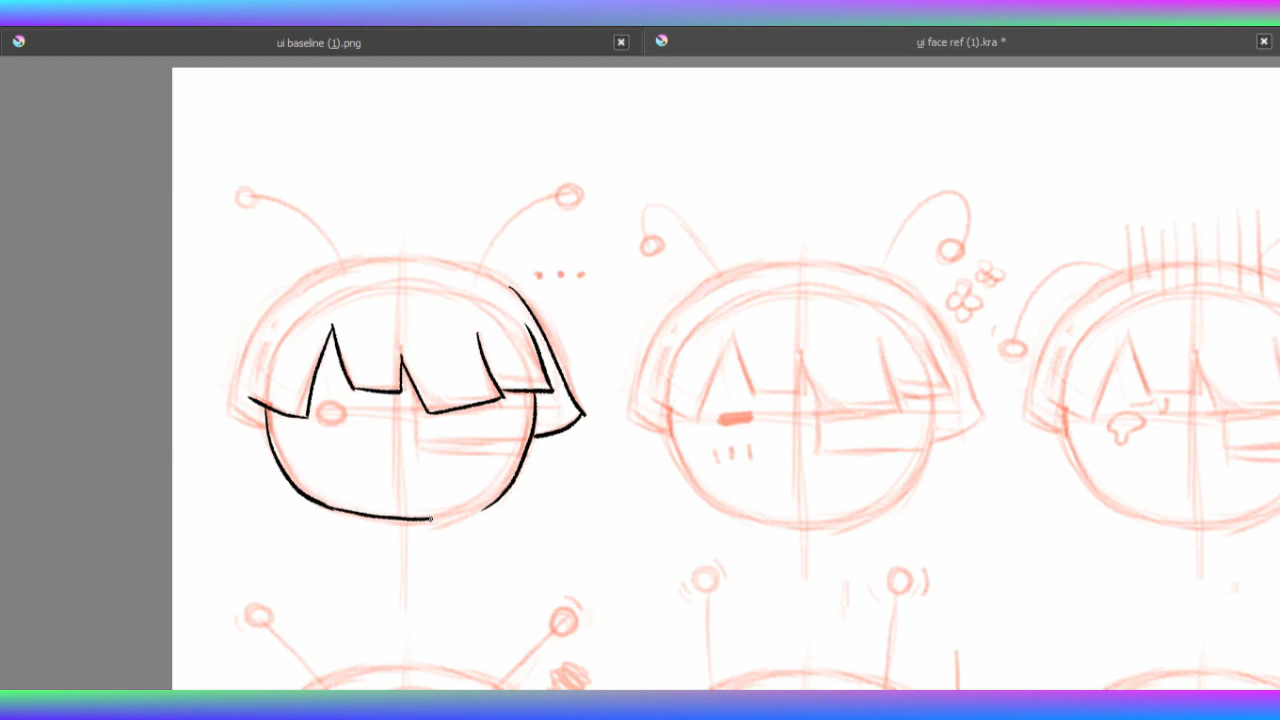 ui baseline (1).png
ui face ref (1).kra *